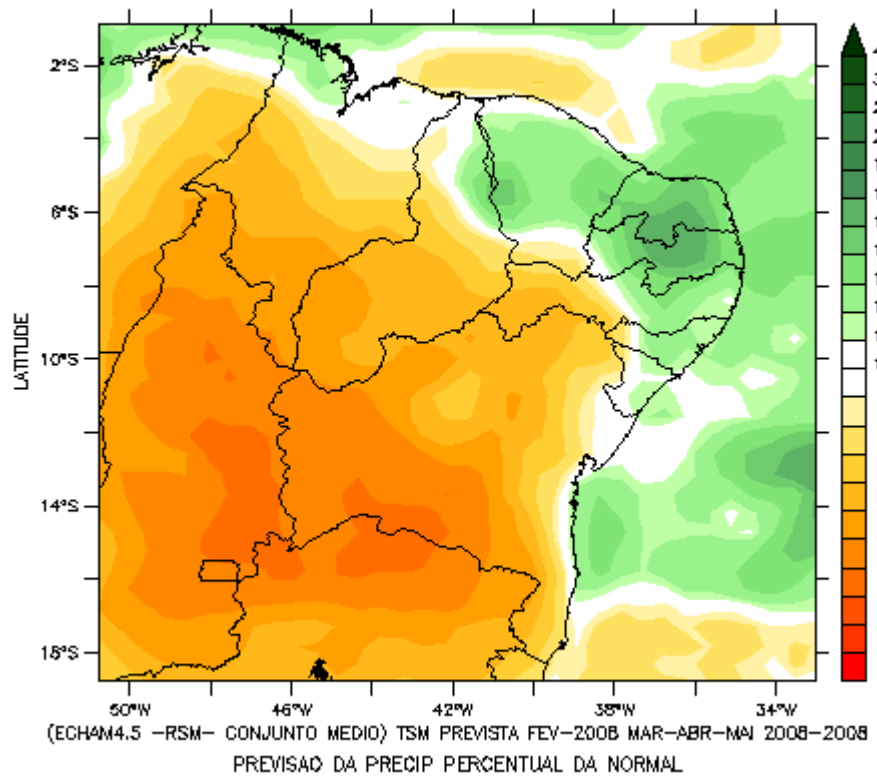 2°S
6°S
10°S
14°S
LATITUDE
50°W 46°W 42°W 38°W 34°W
(ECHAM4.5 -RSM- CONJUNTO MEDIO) TSM PREVISTA FEV-2008 MAR-ABR-MAI 2008-2008
PREVISAO DA PRECIP PERCENTUAL DA NORMAL